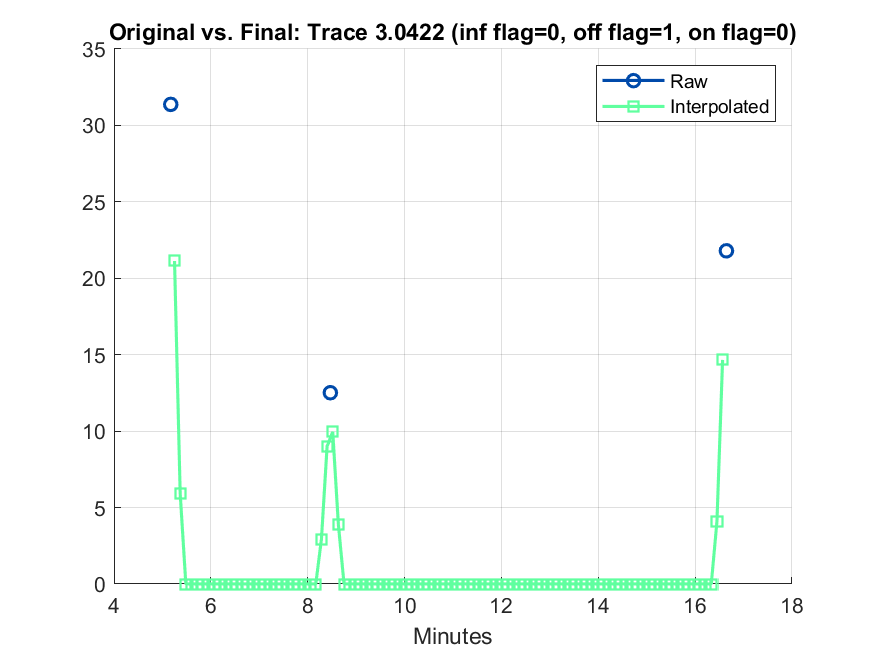 Original vs. Final: Trace 3.0422 (inf flag=0, off flag=1, on flag=0)
35
30
25
20
15
10
5
0
Raw
Interpolated
4 6 8 10 12 14 16 18
Minutes